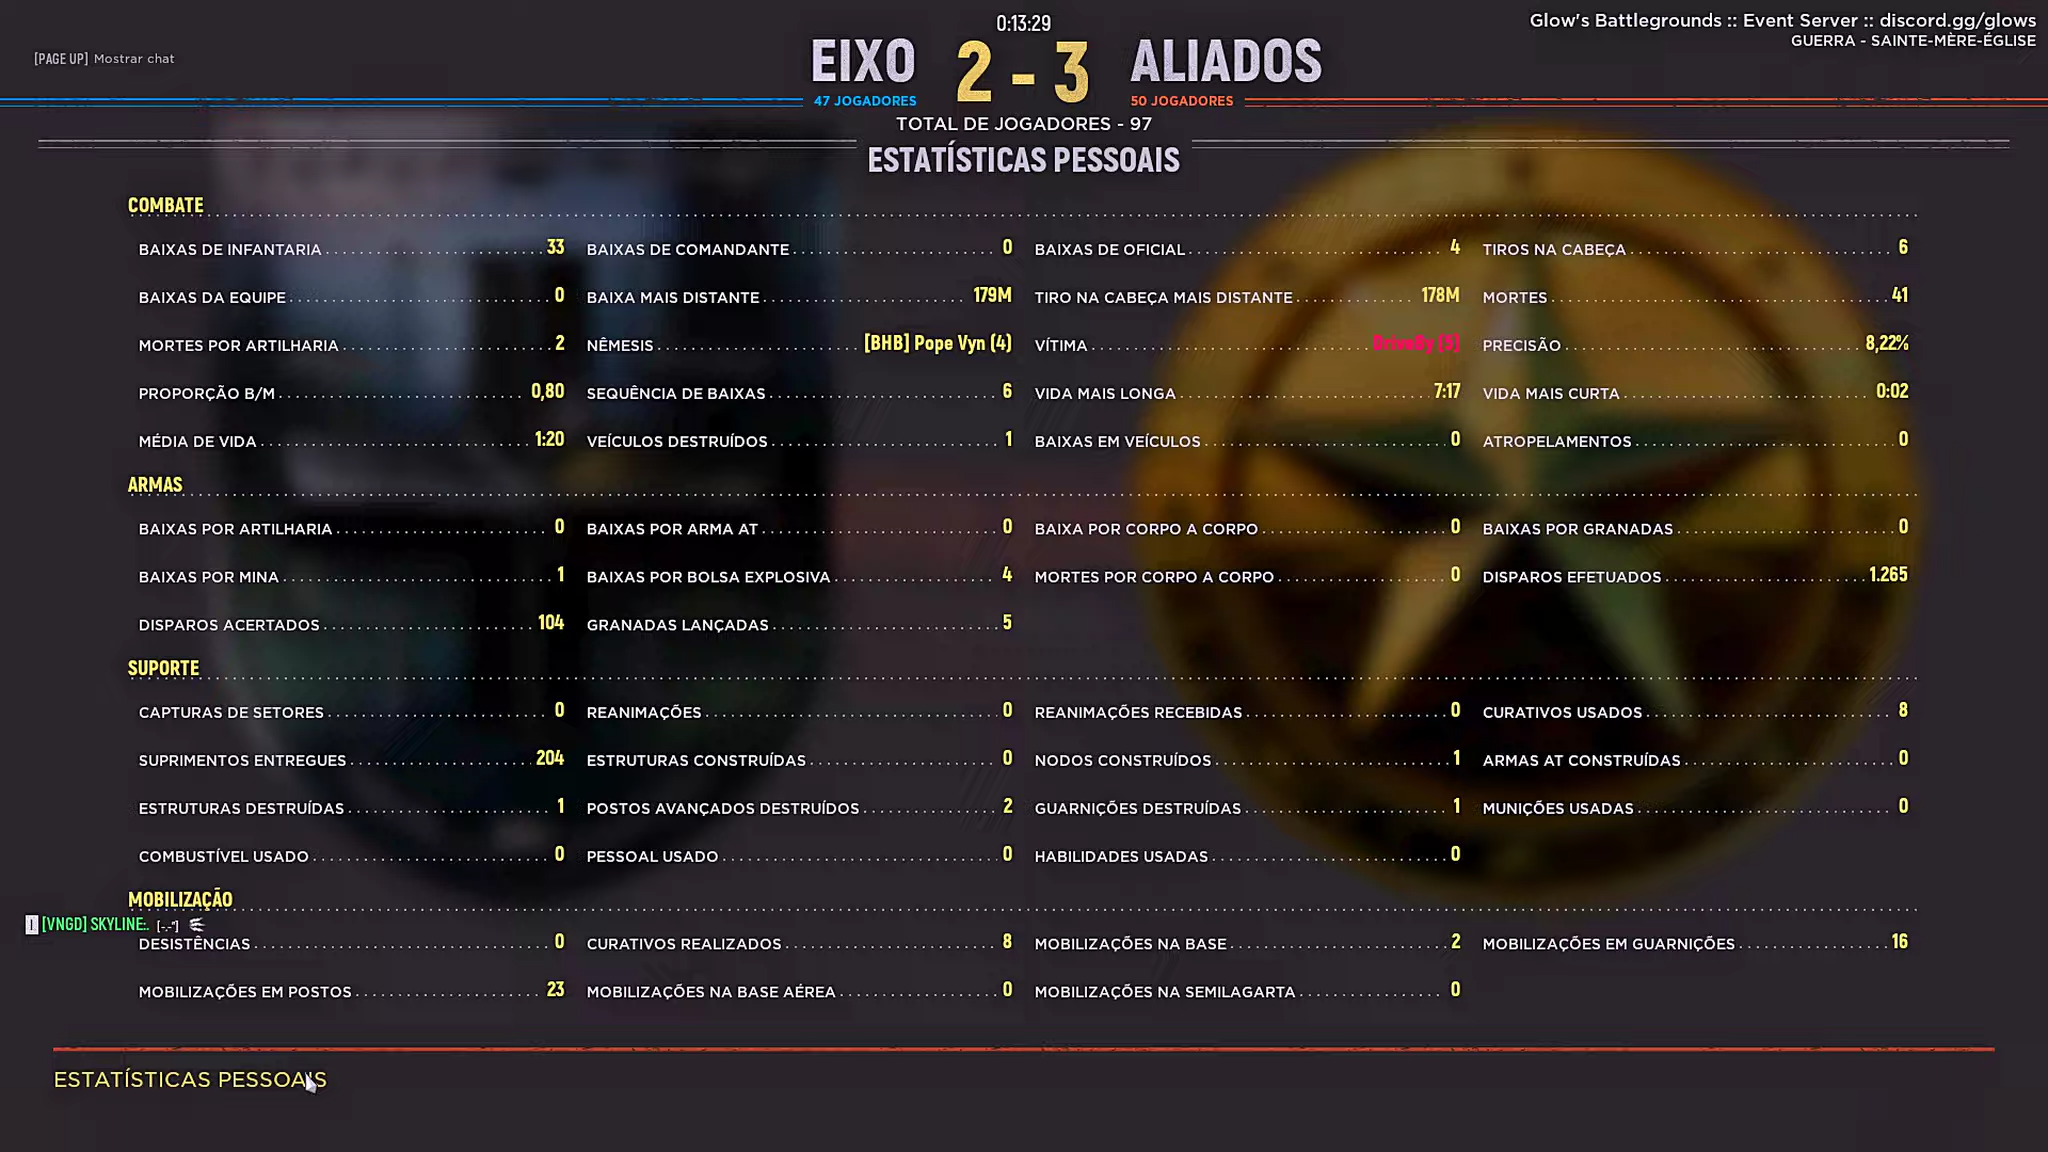 0:13:29
Glow's Battlegrounds :: Event Server :: discord.gg/glows
GUERRA - SAINTE-MÈRE-ÉGLISE
[PAGE UP] Mostrar chat
EIXO 2 - 3 ALIADOS
47 JOGADORES 50 JOGADORES
TOTAL DE JOGADORES - 97
ESTATÍSTICAS PESSOAIS
COMBATE
BAIXAS DE INFANTARIA 33 BAIXAS DE COMANDANTE 0 BAIXAS DE OFICIAL 4 TIROS NA CABEÇA 6
BAIXAS DA EQUIPE 0 BAIXA MAIS DISTANTE 179M TIRO NA CABEÇA MAIS DISTANTE 178M MORTES 41
MORTES POR ARTILHARIA 2 NÊMESIS [BHB] Pope Vyn (4) VÍTIMA DriveBy (5) PRECISÃO 8,22%
PROPORÇÃO B/M 0,80 SEQUÊNCIA DE BAIXAS 6 VIDA MAIS LONGA 7:17 VIDA MAIS CURTA 0:02
MÉDIA DE VIDA 1:20 VEÍCULOS DESTRUÍDOS 1 BAIXAS EM VEÍCULOS 0 ATROPELAMENTOS 0
ARMAS
BAIXAS POR ARTILHARIA 0 BAIXAS POR ARMA AT 0 BAIXA POR CORPO A CORPO 0 BAIXAS POR GRANADAS 0
BAIXAS POR MINA 1 BAIXAS POR BOLSA EXPLOSIVA 4 MORTES POR CORPO A CORPO 0 DISPAROS EFETUADOS 1.265
DISPAROS ACERTADOS 104 GRANADAS LANÇADAS 5
SUPORTE
CAPTURAS DE SETORES 0 REANIMAÇÕES 0 REANIMAÇÕES RECEBIDAS 0 CURATIVOS USADOS 8
SUPRIMENTOS ENTREGUES 204 ESTRUTURAS CONSTRUÍDAS 0 NODOS CONSTRUÍDOS 1 ARMAS AT CONSTRUÍDAS 0
ESTRUTURAS DESTRUÍDAS 1 POSTOS AVANÇADOS DESTRUÍDOS 2 GUARNIÇÕES DESTRUÍDAS 1 MUNIÇÕES USADAS 0
COMBUSTÍVEL USADO 0 PESSOAL USADO 0 HABILIDADES USADAS 0
MOBILIZAÇÃO
[VNGD] SKYLINE:.
DESISTÊNCIAS 0 CURATIVOS REALIZADOS 8 MOBILIZAÇÕES NA BASE 2 MOBILIZAÇÕES EM GUARNIÇÕES 16
MOBILIZAÇÕES EM POSTOS 23 MOBILIZAÇÕES NA BASE AÉREA 0 MOBILIZAÇÕES NA SEMILAGARTA 0
ESTATÍSTICAS PESSOAIS